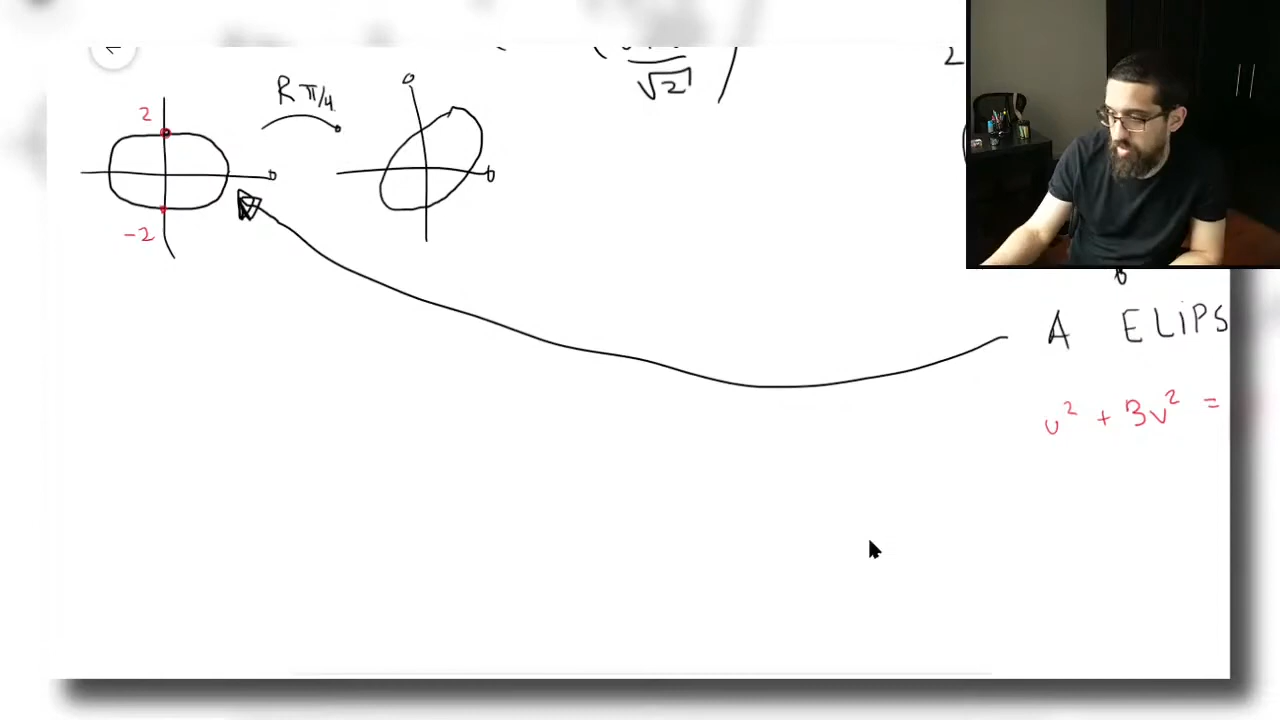 √2
2
R π/4
2
-2
A ELIPS
u² + 3v² =